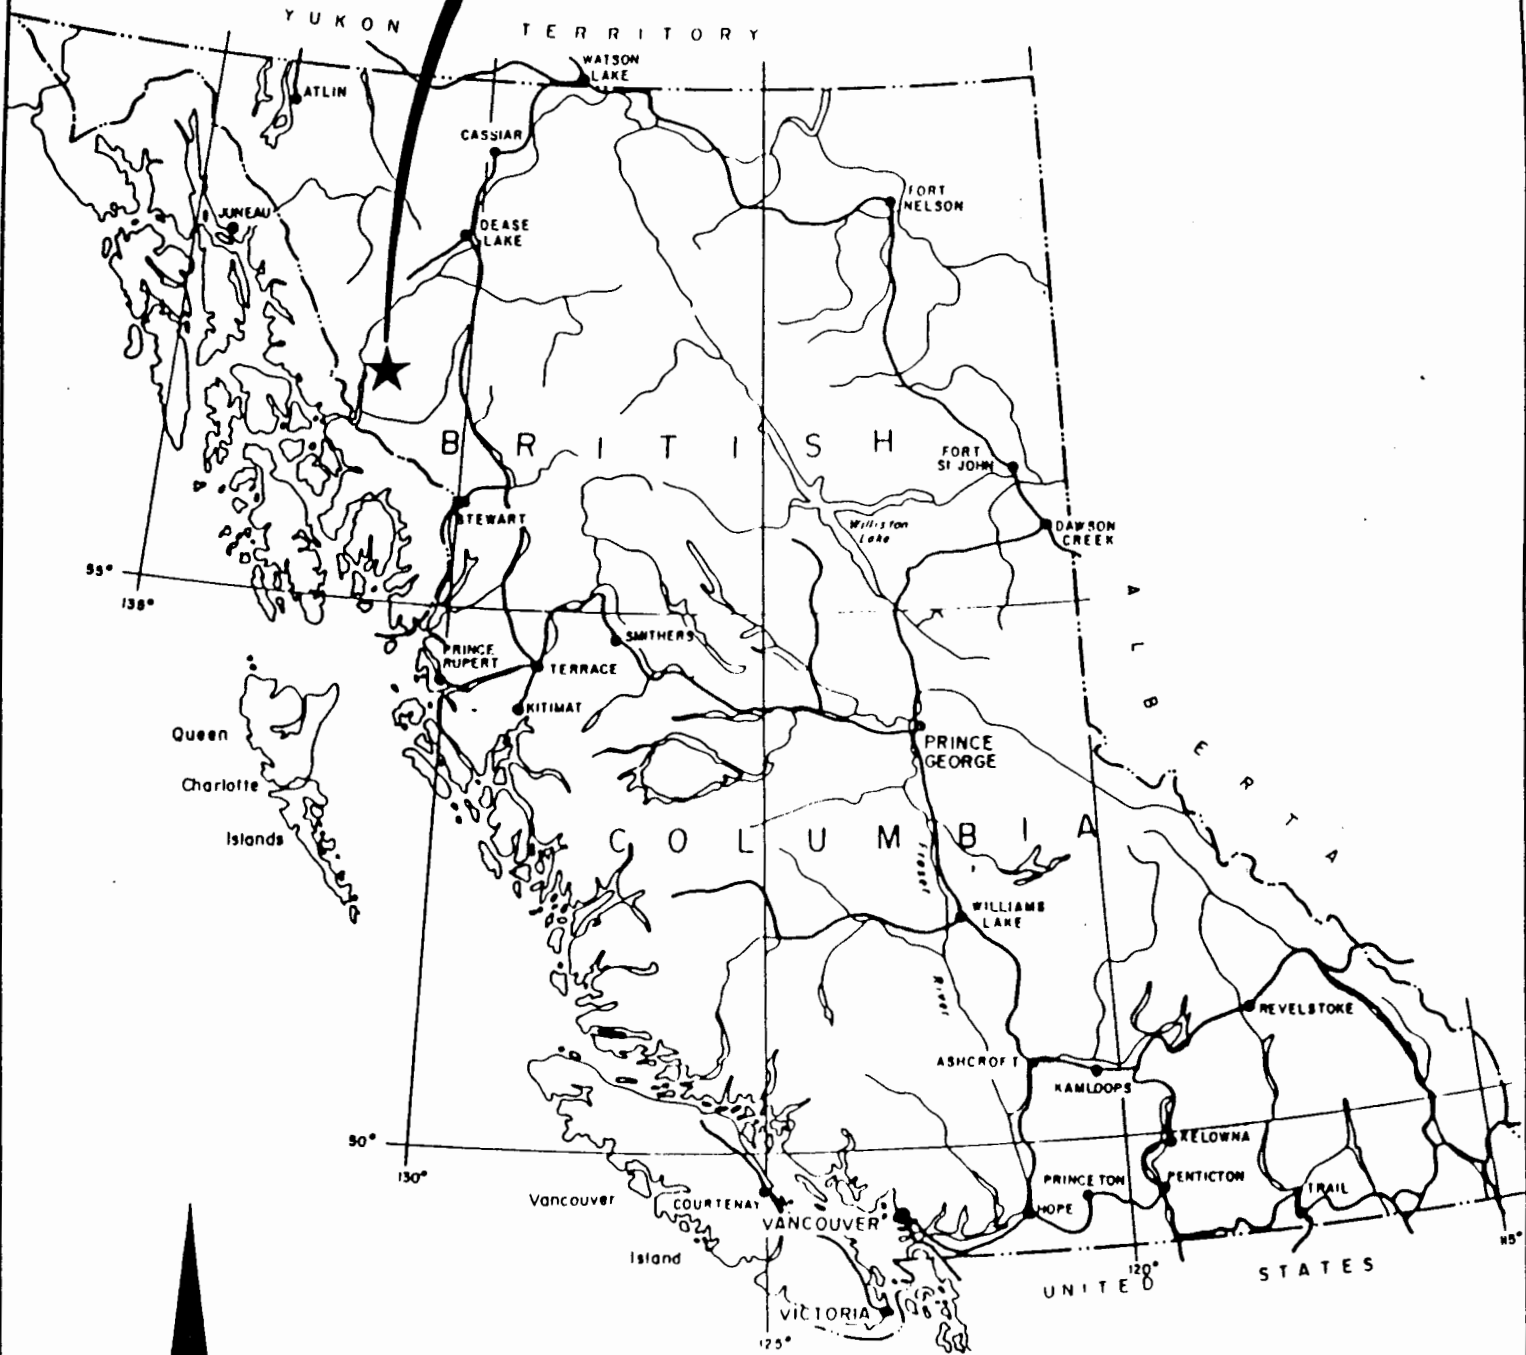 YUKON TERRITORY
WATSON
LAKE
ATLIN
CASSIAR
FORT
NELSON
JUNEAU
DEASE
LAKE
BRITISH
FORT
ST JOHN
STEWART
Williston
Lake
DAWSON
CREEK
55°
135°
ALBERTA
SMITHERS
PRINCE
RUPERT
TERRACE
KITIMAT
Queen
Charlotte
Islands
PRINCE
GEORGE
COLUMBIA
Fraser
River
WILLIAMS
LAKE
REVELSTOKE
ASHCROFT
KAMLOOPS
50°
130°
KELOWNA
PRINCETON
PENTICTON
TRAIL
Vancouver
Island
COURTENAY
VANCOUVER
HOPE
115°
120°
UNITED STATES
VICTORIA
125°